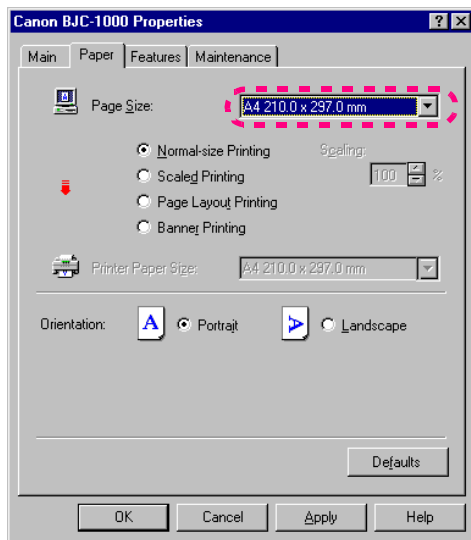 Canon BJC-1000 Properties
Main Paper Features Maintenance
Page Size: A4 210.0 x 297.0 mm
Normal-size Printing Scaling:
Scaled Printing 100 %
Page Layout Printing
Banner Printing
Printer Paper Size: A4 210.0 x 297.0 mm
Orientation: A Portrait A Landscape
Defaults
OK Cancel Apply Help